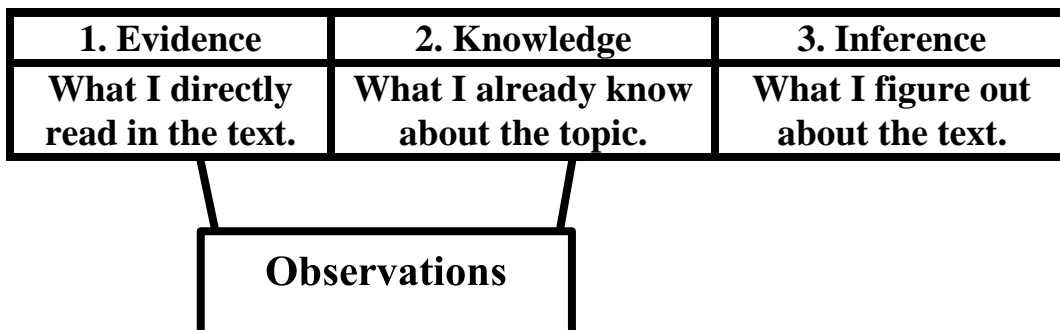 1. Evidence
2. Knowledge
3. Inference
What I directly
read in the text.
What I already know
about the topic.
What I figure out
about the text.
Observations